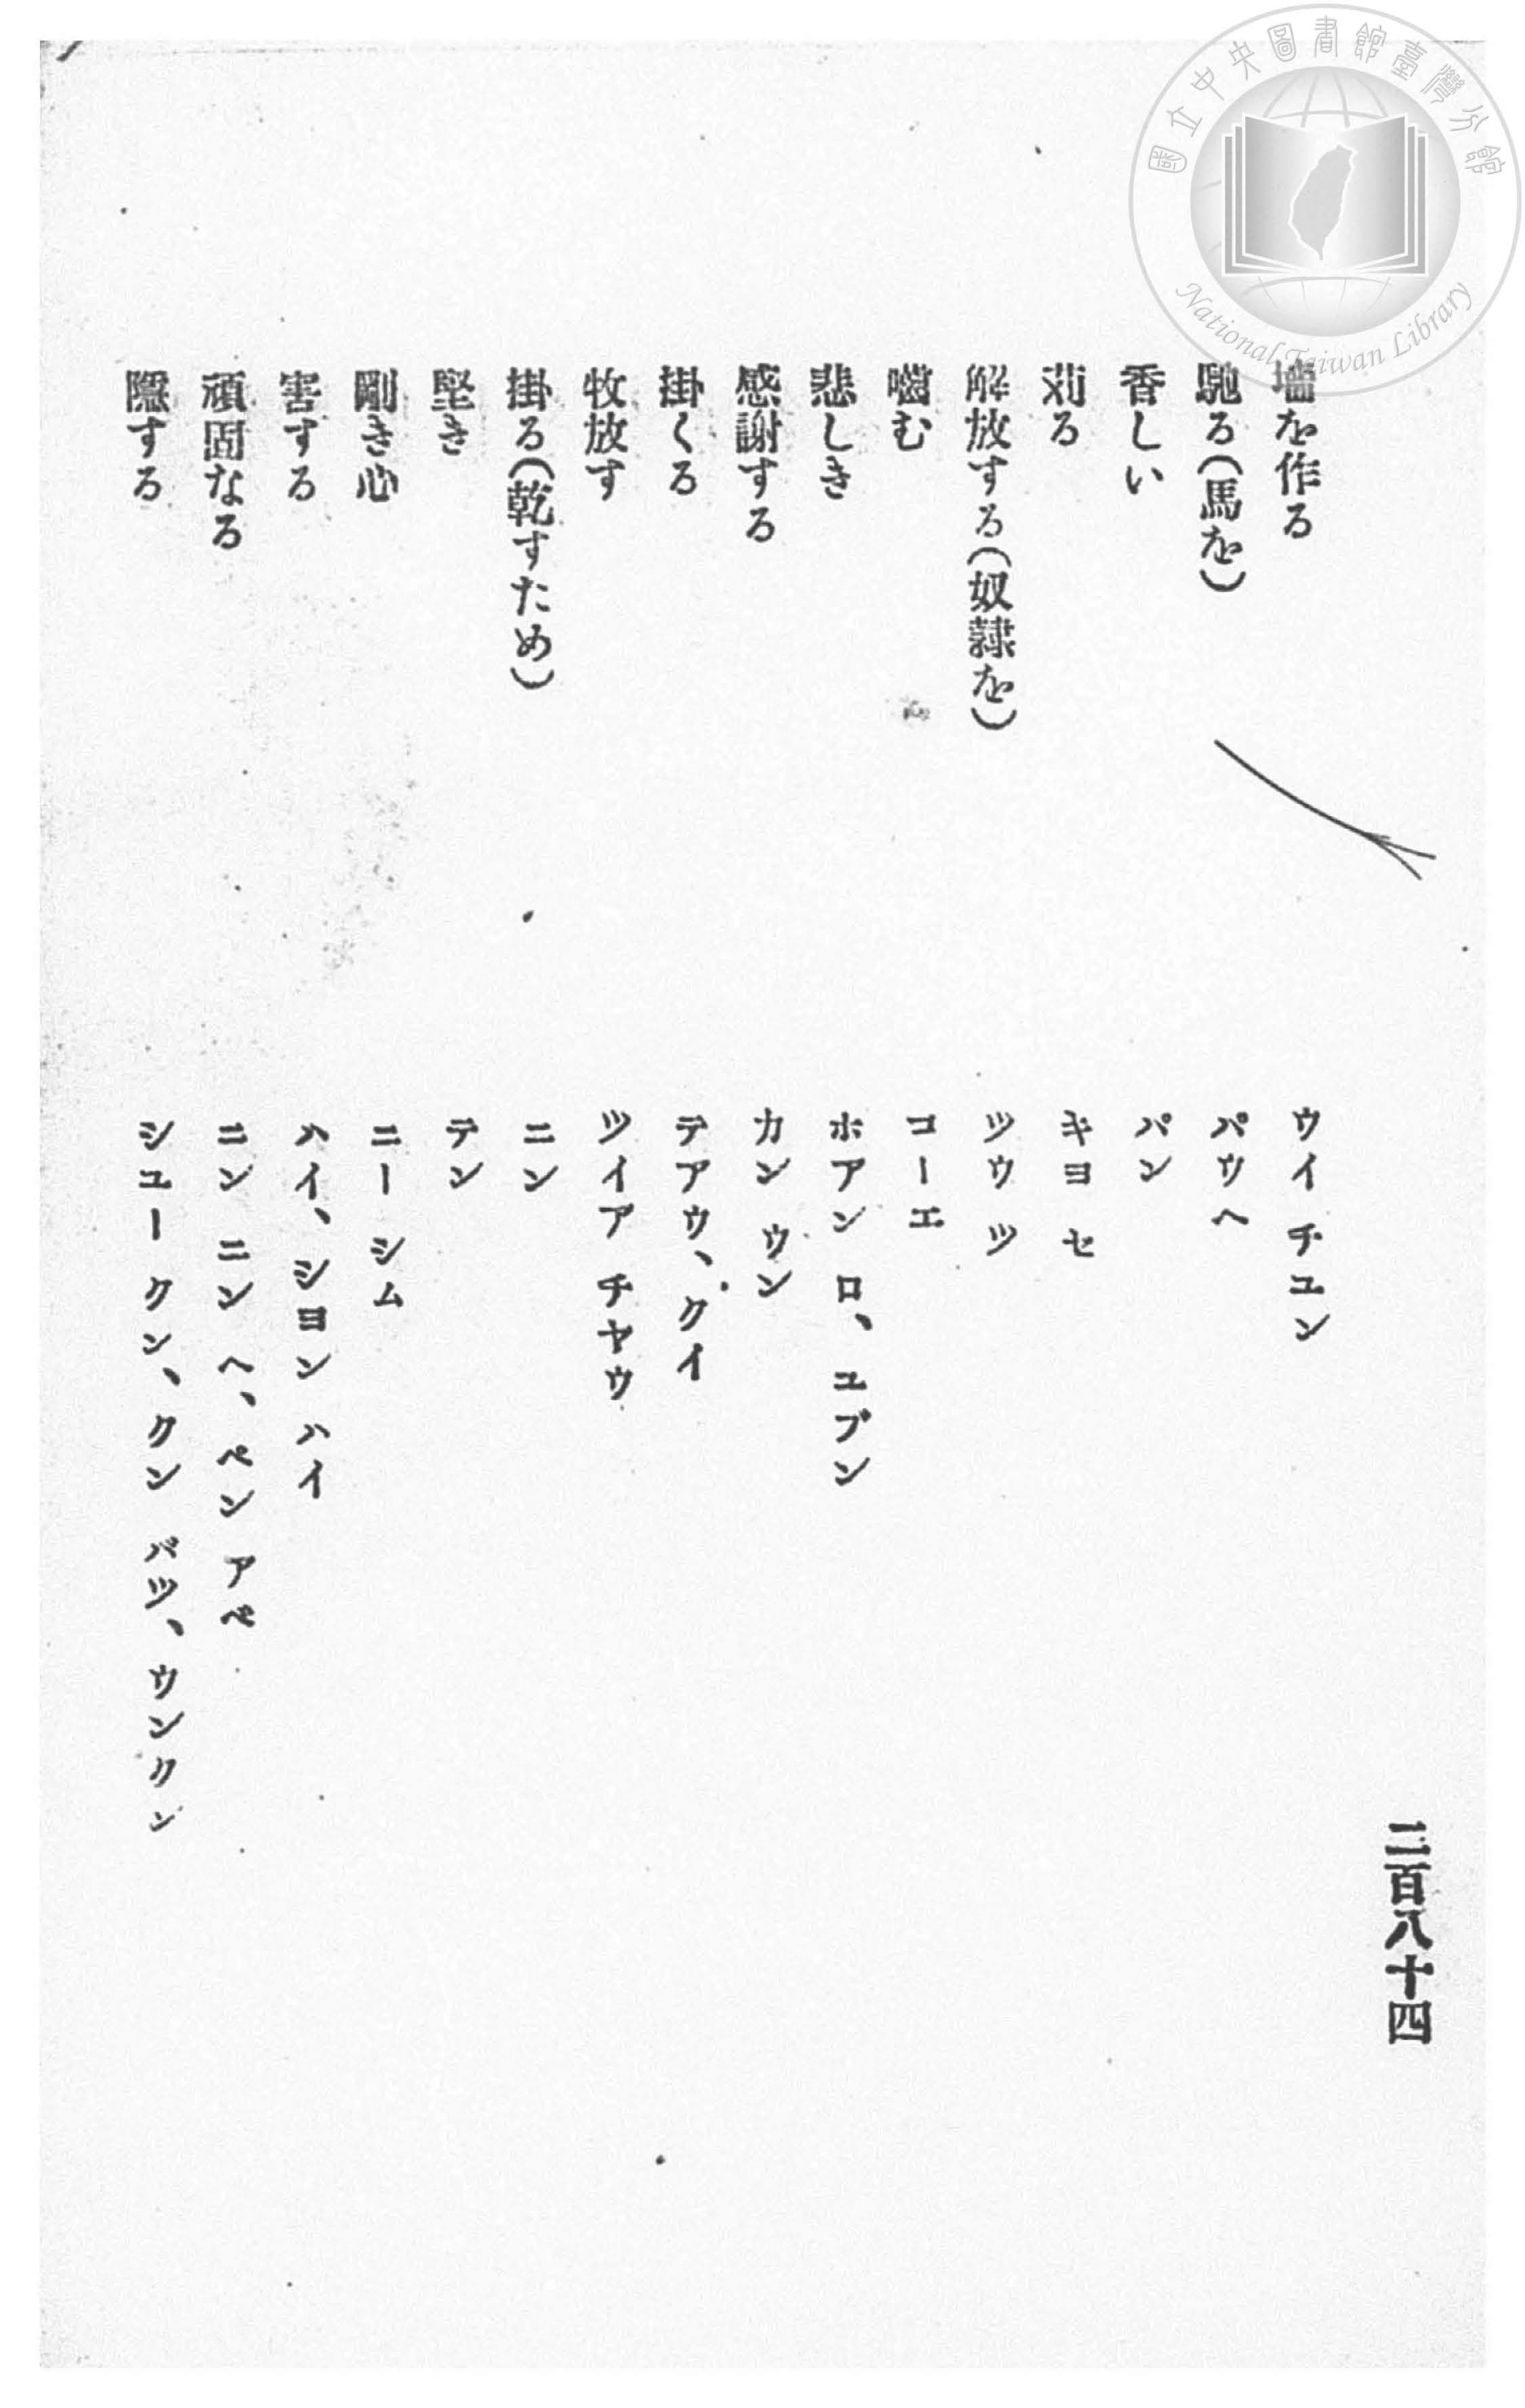 國立中央圖書館臺灣分館
National Taiwan Library
二百八十四
墻を作る　ウイ チユン
馳る（馬を）　パウヘ
香しい　パン
苅る　キヨ セ
解放する（奴隷を）　ツウ ツ
嚙む　コーエ
悲しき　ホアン ロ、ユブン
感謝する　カン ウン
掛くる　テアウ、クイ
牧放す　ツイア チヤウ
掛る（乾すため）　ニン
堅き　テン
剛き心　ニー シム
害する　ハイ、シヨン ハイ
頑固なる　ニン ニン ヘ、ペン アペ
隱する　シユー クン、クン バツ、ウンクン